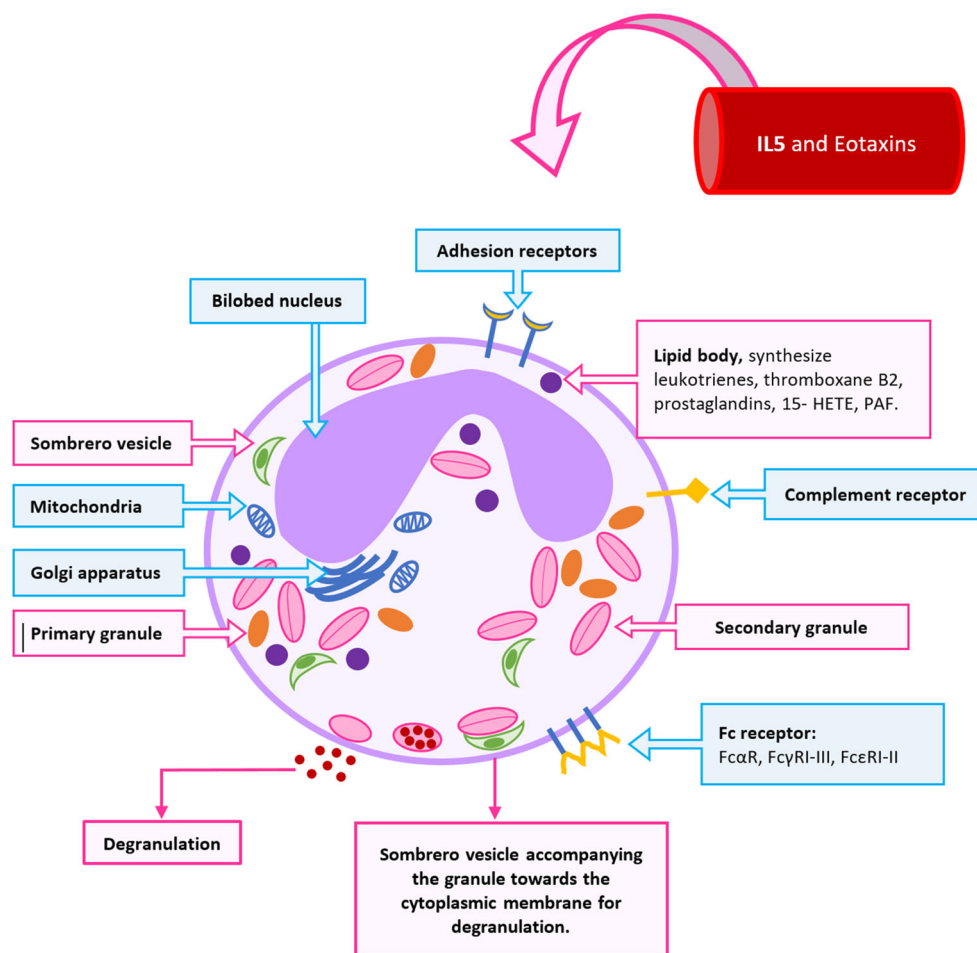 IL5 and Eotaxins
Adhesion receptors
Bilobed nucleus
Lipid body, synthesize
leukotrienes, thromboxane B2,
prostaglandins, 15- HETE, PAF.
Sombrero vesicle
Mitochondria
Complement receptor
Golgi apparatus
Primary granule
Secondary granule
Fc receptor:
FcαR, FcγRI-III, FcεRI-II
Degranulation
Sombrero vesicle accompanying
the granule towards the
cytoplasmic membrane for
degranulation.